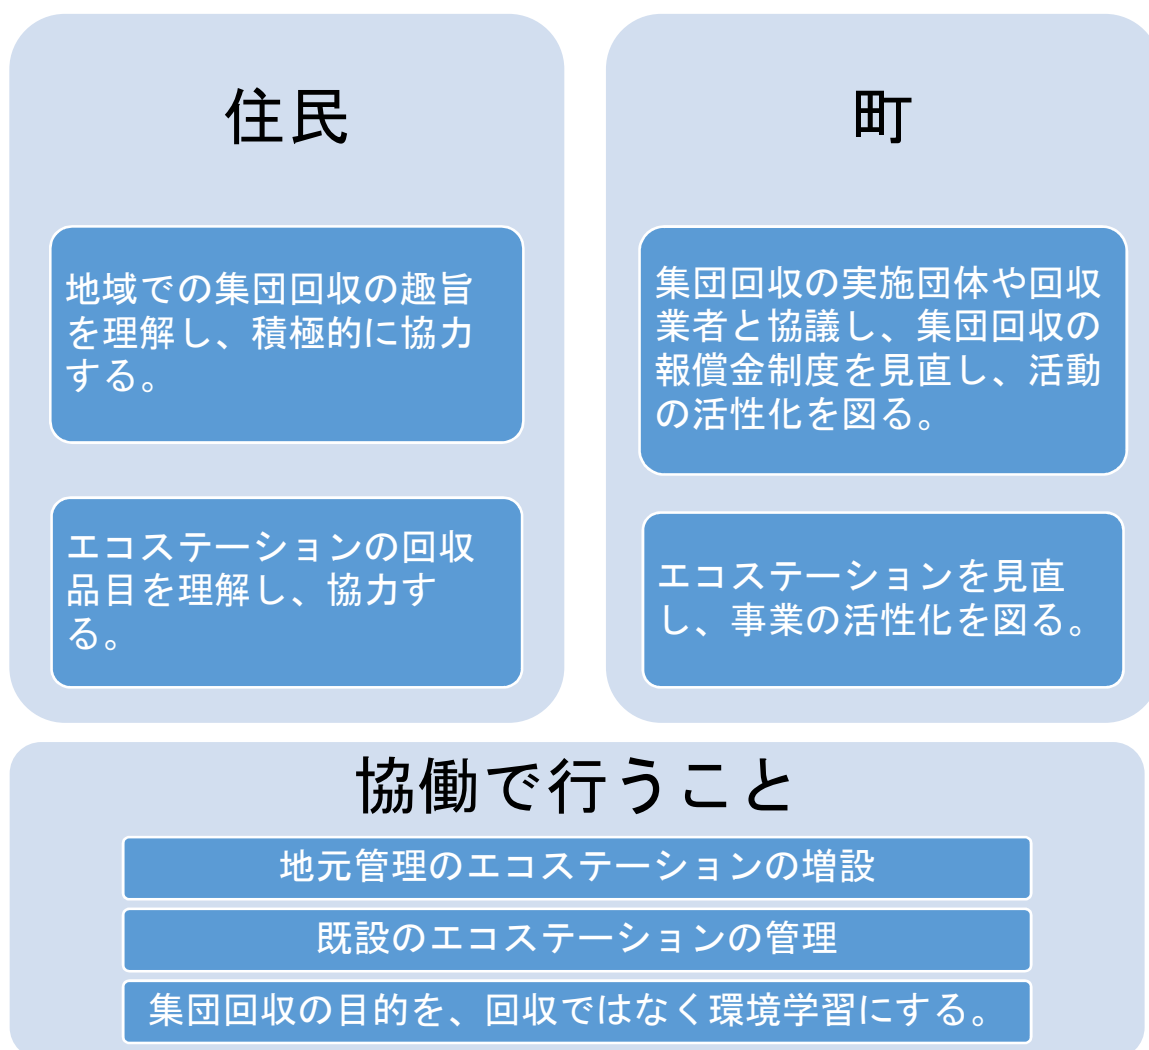 住民
地域での集団回収の趣旨
を理解し、積極的に協力
する。
エコステーションの回収
品目を理解し、協力す
る。
町
集団回収の実施団体や回収
業者と協議し、集団回収の
報償金制度を見直し、活動
の活性化を図る。
エコステーションを見直
し、事業の活性化を図る。
協働で行うこと
地元管理のエコステーションの増設
既設のエコステーションの管理
集団回収の目的を、回収ではなく環境学習にする。